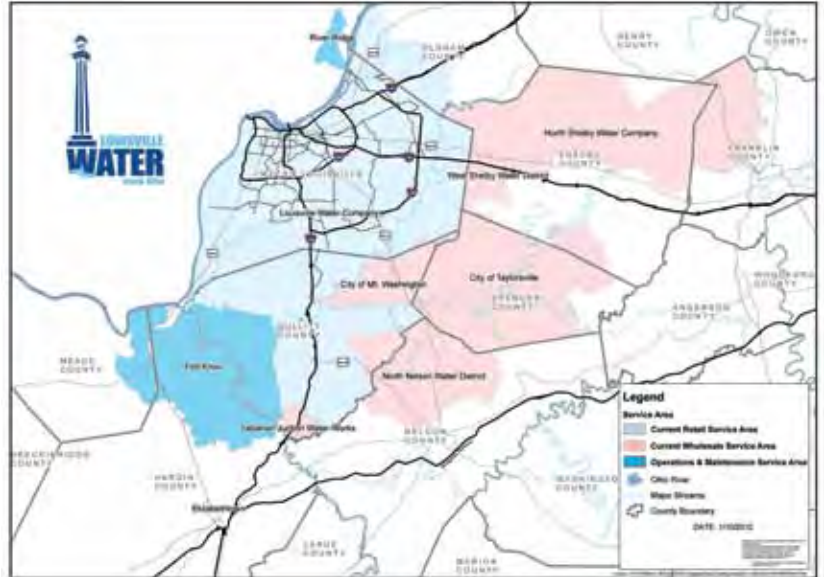 River Ridge
OLDHAM
COUNTY
HENRY
COUNTY
OWEN
COUNTY
LOUISVILLE
WATER
North Shelby Water Company
SHELBY
COUNTY
FRANKLIN
COUNTY
West Shelby Water District
Louisville Water Company
City of Mt. Washington
City of Taylorsville
SPENCER
COUNTY
ANDERSON
COUNTY
WOODFORD
COUNTY
BULLITT
COUNTY
MEADE
COUNTY
Fort Knox
North Nelson Water District
Lebanon Junction Water Works
NELSON
COUNTY
BRECKINRIDGE
COUNTY
HARDIN
COUNTY
WASHINGTON
COUNTY
Elizabethtown
LARUE
COUNTY
MARION
COUNTY
Legend
Service Area
Current Retail Service Area
Current Wholesale Service Area
Operations & Maintenance Service Area
Ohio River
Major Streams
County Boundary
DATE: